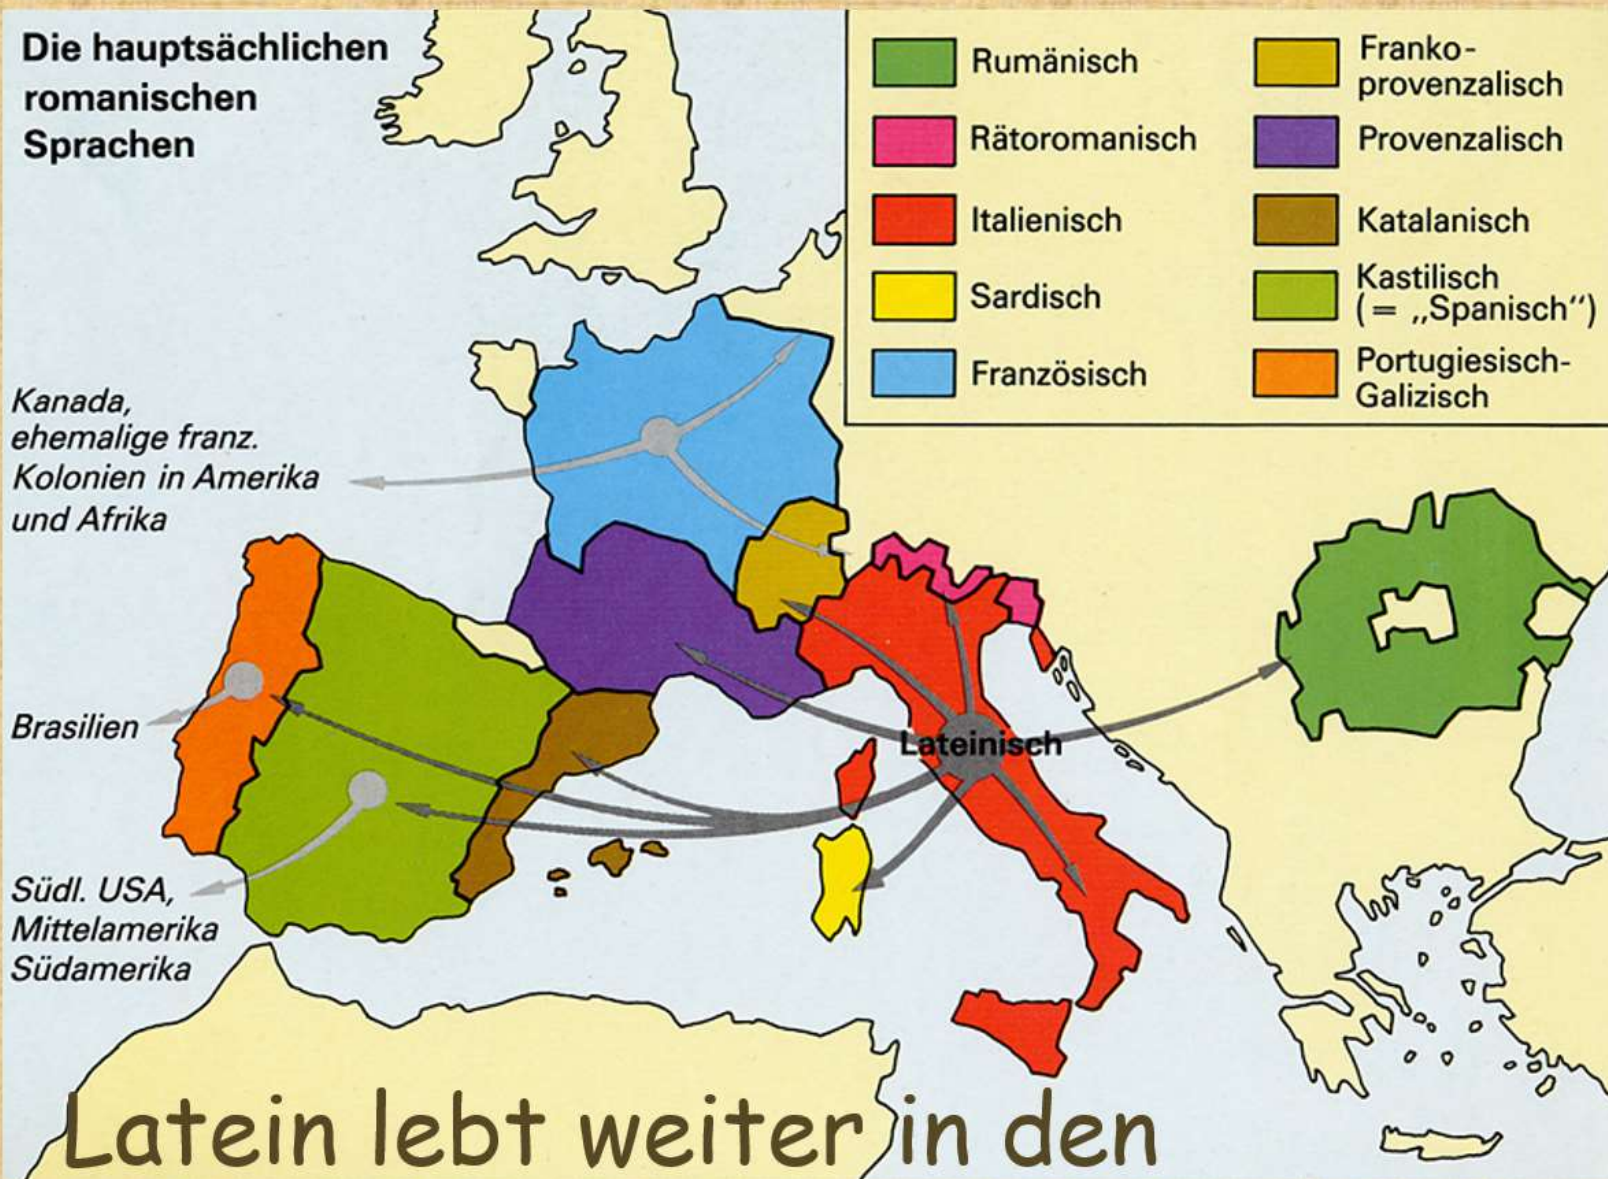 Die hauptsächlichen
romanischen
Sprachen
Rumänisch
Rätoromanisch
Italienisch
Sardisch
Französisch
Franko-
provenzalisch
Provenzalisch
Katalanisch
Kastilisch
(= „Spanisch“)
Portugiesisch-
Galizisch
Kanada,
ehemalige franz.
Kolonien in Amerika
und Afrika
Brasilien
Lateinisch
Südl. USA,
Mittelamerika
Südamerika
Latein lebt weiter in den